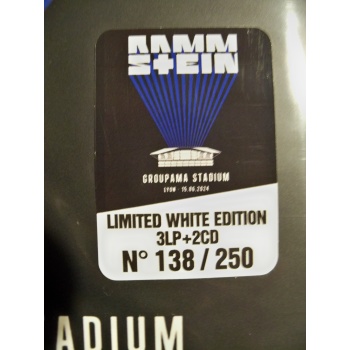 RAMM
STEIN
GROUPAMA STADIUM
LYON - 15.06.2024
LIMITED WHITE EDITION
3LP+2CD
N° 138 / 250
ADIUM